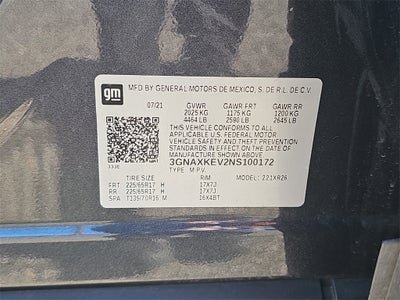 gm
MFD BY GENERAL MOTORS DE MEXICO, S. DE R.L. DE C.V.
07/21 GVWR GAWR FRT GAWR RR
2025 KG 1175 KG 1200 KG
4464 LB 2590 LB 2645 LB
THIS VEHICLE CONFORMS TO ALL
APPLICABLE U.S. FEDERAL MOTOR
VEHICLE SAFETY AND THEFT PREVENTION
STANDARDS IN EFFECT ON THE DATE OF
MANUFACTURE SHOWN ABOVE.
3GNAXKEV2NS100172
TYPE: M.P.V. MODEL: 221XR26
TIRE SIZE RIM
FRT 225/65R17 H 17X7J
RR 225/65R17 H 17X7J
SPA T135/70R16 M 16X4BT